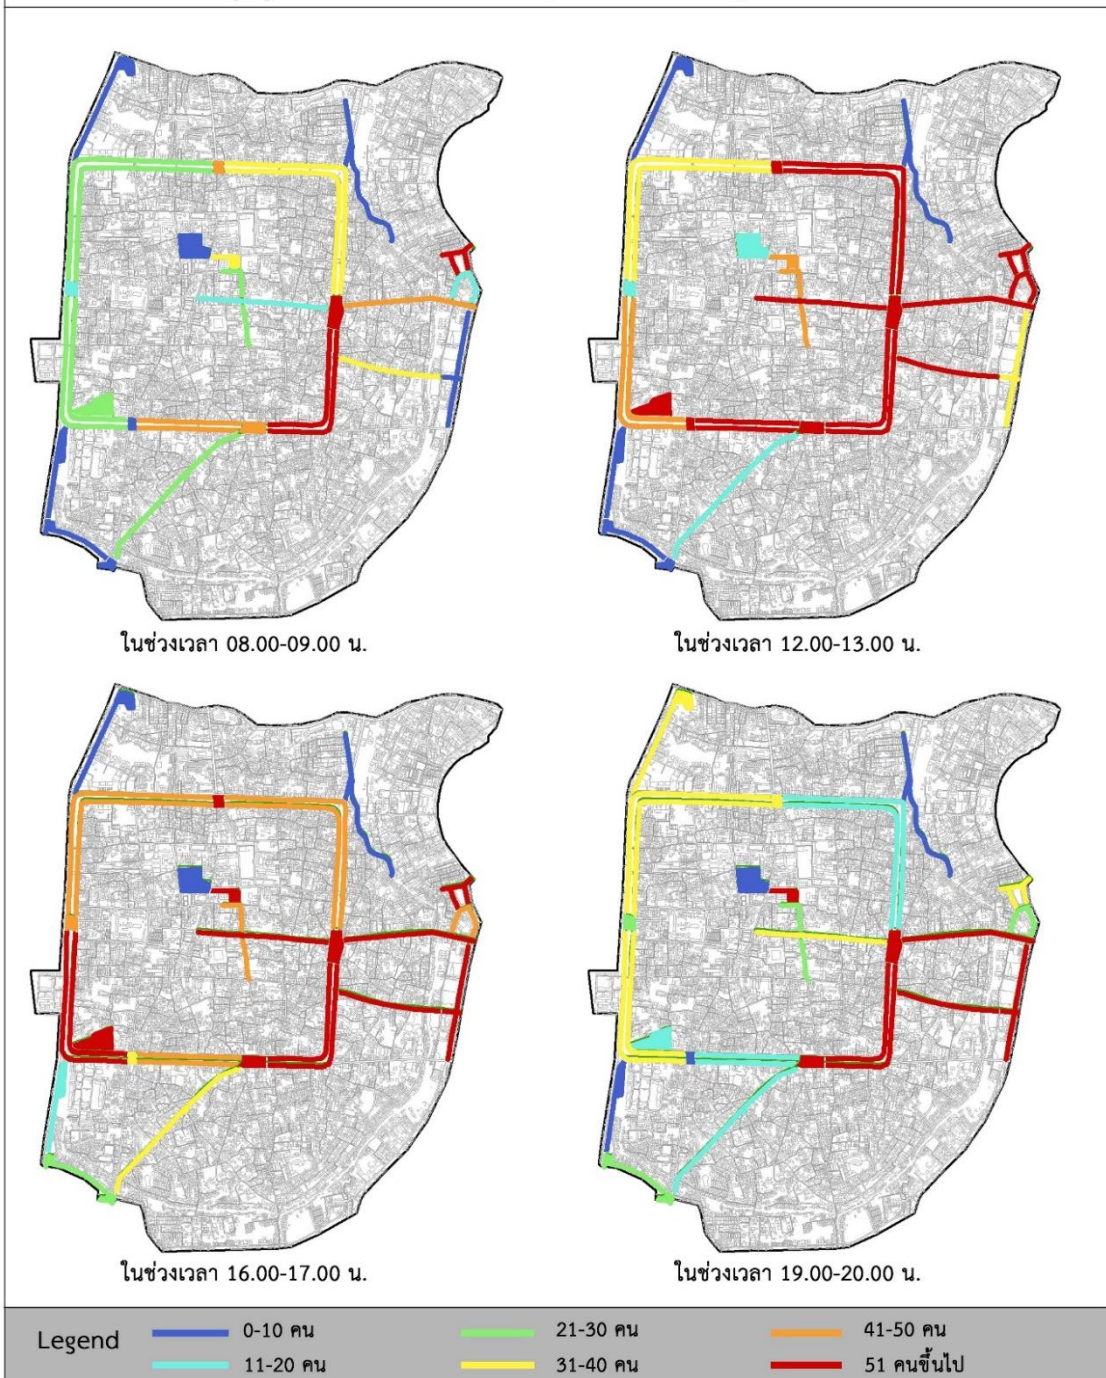 ในช่วงเวลา 08.00-09.00 น.
ในช่วงเวลา 12.00-13.00 น.
ในช่วงเวลา 16.00-17.00 น.
ในช่วงเวลา 19.00-20.00 น.
Legend
0-10 คน
21-30 คน
41-50 คน
11-20 คน
31-40 คน
51 คนขึ้นไป